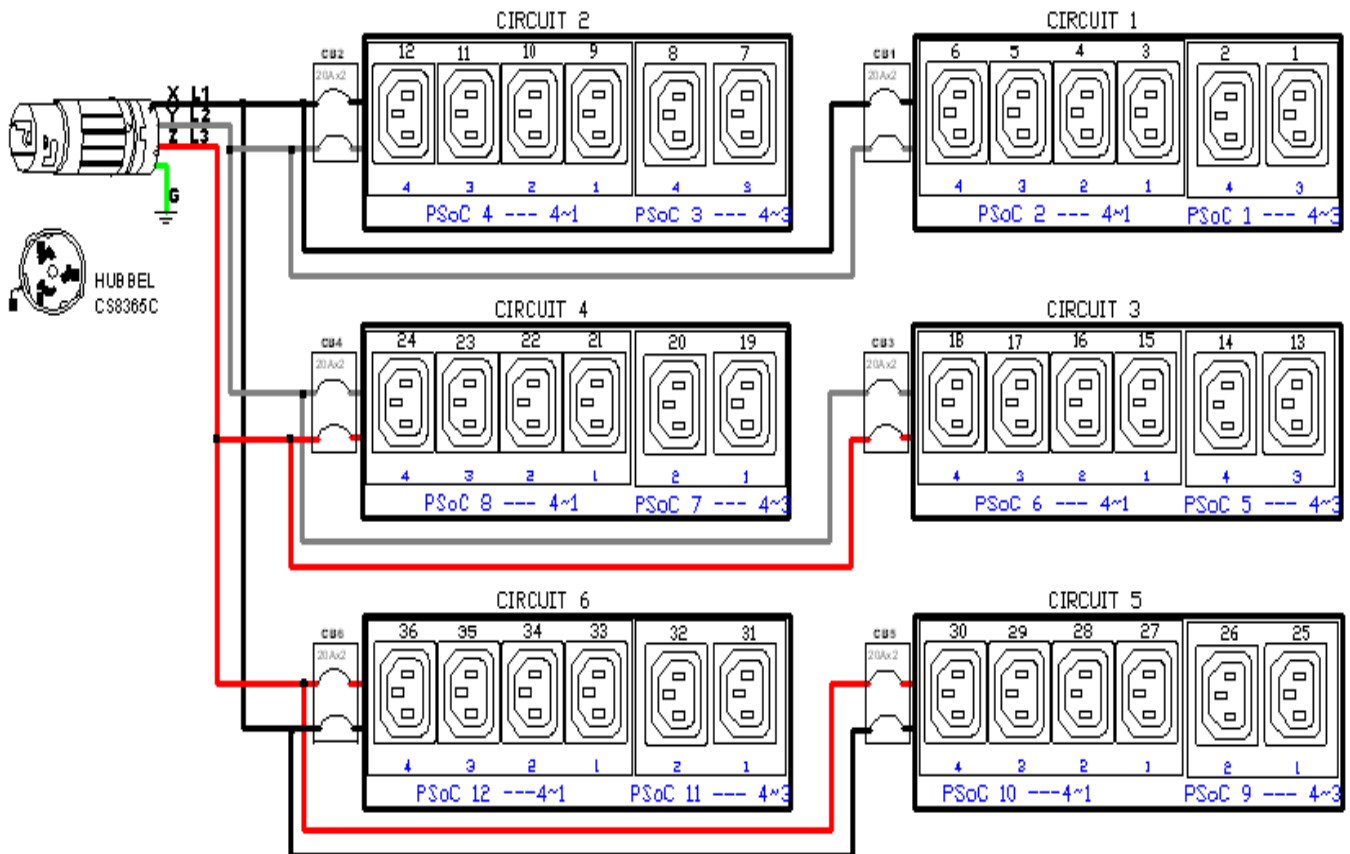 CIRCUIT 2
CIRCUIT 1
CB2
20Ax2
12 11 10 9 8 7
CB1
20Ax2
6 5 4 3 2 1
X L1
Y L2
Z L3
G
4 3 2 1 4 3
PSoC 4 --- 4~1 PSoC 3 --- 4~3
4 3 2 1 4 3
PSoC 2 --- 4~1 PSoC 1 --- 4~3
HUBBEL
CS8365C
CIRCUIT 4
CIRCUIT 3
CB4
20Ax2
24 23 22 21 20 19
CB3
20Ax2
18 17 16 15 14 13
4 3 2 1 2 1
PSoC 8 --- 4~1 PSoC 7 --- 4~3
4 3 2 1 4 3
PSoC 6 --- 4~1 PSoC 5 --- 4~3
CIRCUIT 6
CIRCUIT 5
CB6
20Ax2
36 35 34 33 32 31
CB5
20Ax2
30 29 28 27 26 25
4 3 2 1 2 1
PSoC 12 ---4~1 PSoC 11 --- 4~3
4 3 2 1 2 1
PSoC 10 ---4~1 PSoC 9 --- 4~3